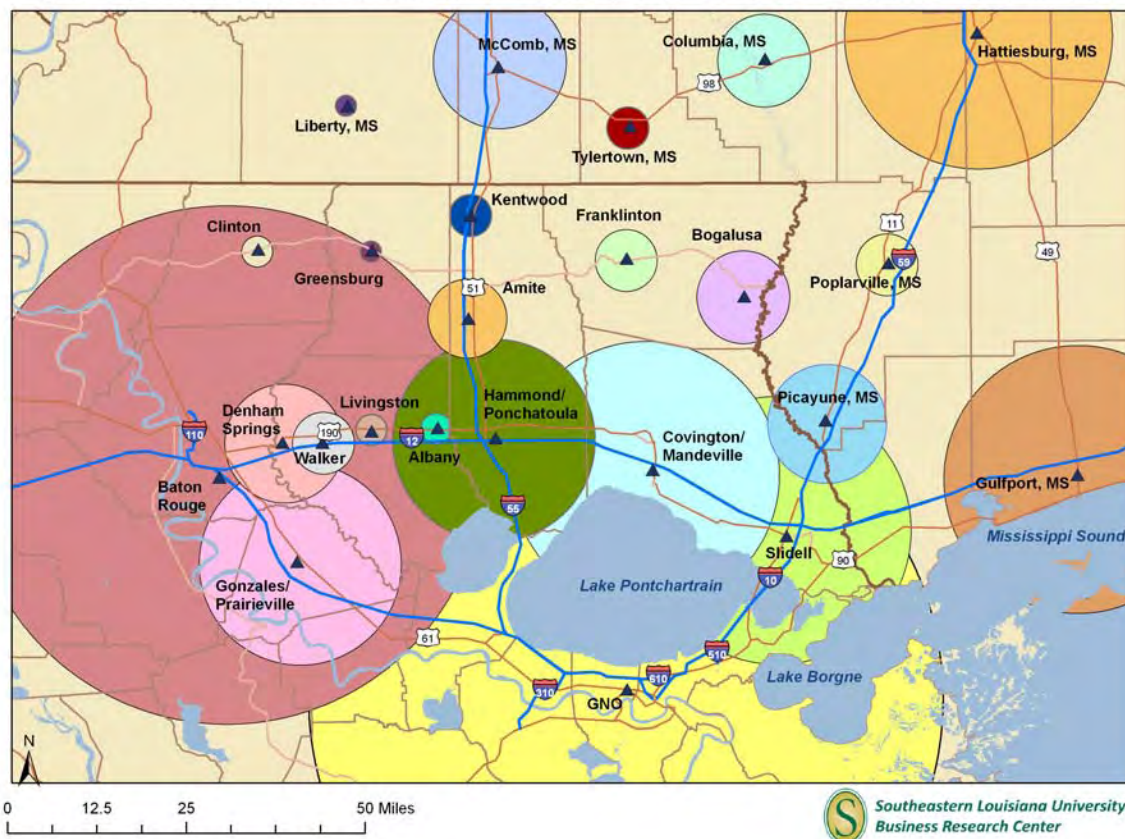 McComb, MS
Columbia, MS
Hattiesburg, MS
98
Liberty, MS
Tylertown, MS
Kentwood
Franklinton
Clinton
Bogalusa
11
49
Greensburg
59
Poplarville, MS
51
Amite
Hammond/
Ponchatoula
Picayune, MS
Livingston
Denham
Springs
190
12
110
Walker
Albany
Covington/
Mandeville
Baton
Rouge
Gulfport, MS
55
Mississippi Sound
Slidell
90
Gonzales/
Prairieville
Lake Pontchartrain
10
61
510
610
Lake Borgne
310
GNO
N
0 12.5 25 50 Miles
S
Southeastern Louisiana University
Business Research Center